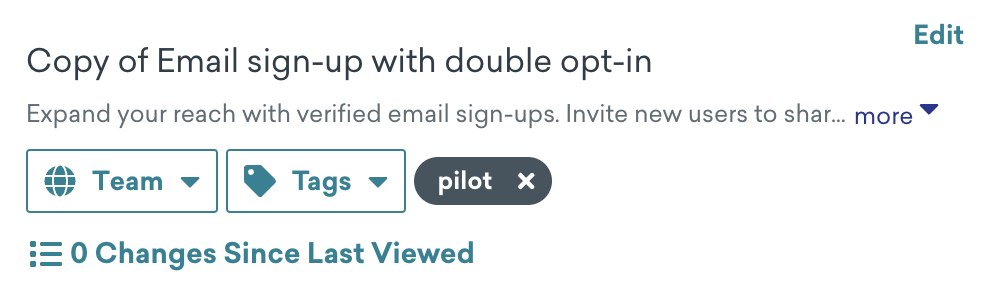 Edit
Copy of Email sign-up with double opt-in
Expand your reach with verified email sign-ups. Invite new users to shar... more
Team Tags pilot ×
0 Changes Since Last Viewed